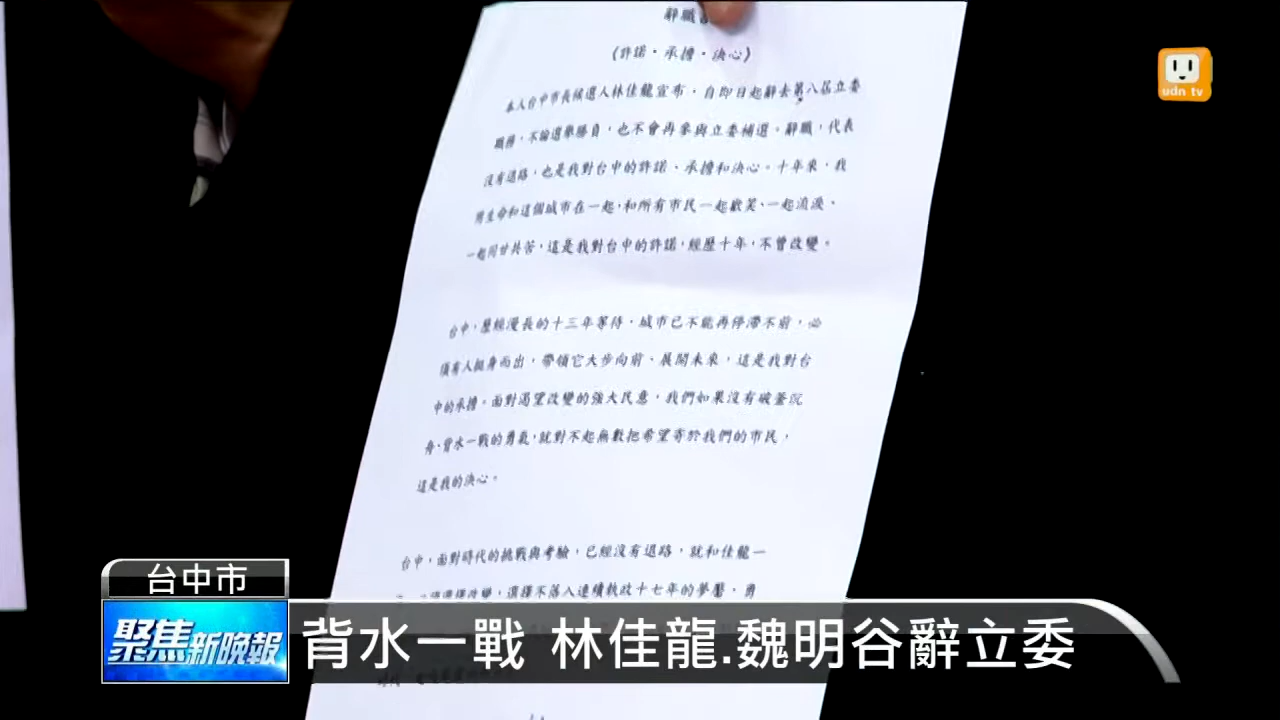 辭職
《許諾・承擔・決心》
本人台中市長候選人林佳龍宣布，自即日起辭去第八屆立委
職務，不論選舉勝負，也不會再參與立委補選。辭職，代表
沒有退路，也是我對台中的許諾、承擔和決心。十年來，我
用生命和這個城市在一起，和所有市民一起歡笑、一起流淚、
一起同甘共苦，這是我對台中的許諾，經歷十年，不曾改變。
台中，歷經漫長的十三年等待，城市已不能再停滯不前，必
須有人挺身而出，帶領它大步向前、展開未來，這是我對台
中的承擔。面對渴望改變的強大民意，我們如果沒有破釜沉
舟、背水一戰的勇氣，就對不起無數把希望寄於我們的市民，
這是我的決心。
台中，面對時代的挑戰與考驗，已經沒有退路，就和佳龍一
選擇改變，選擇不落入連續執政十七年的夢魘，勇
udn tv
台中市
聚焦新晚報
背水一戰 林佳龍.魏明谷辭立委